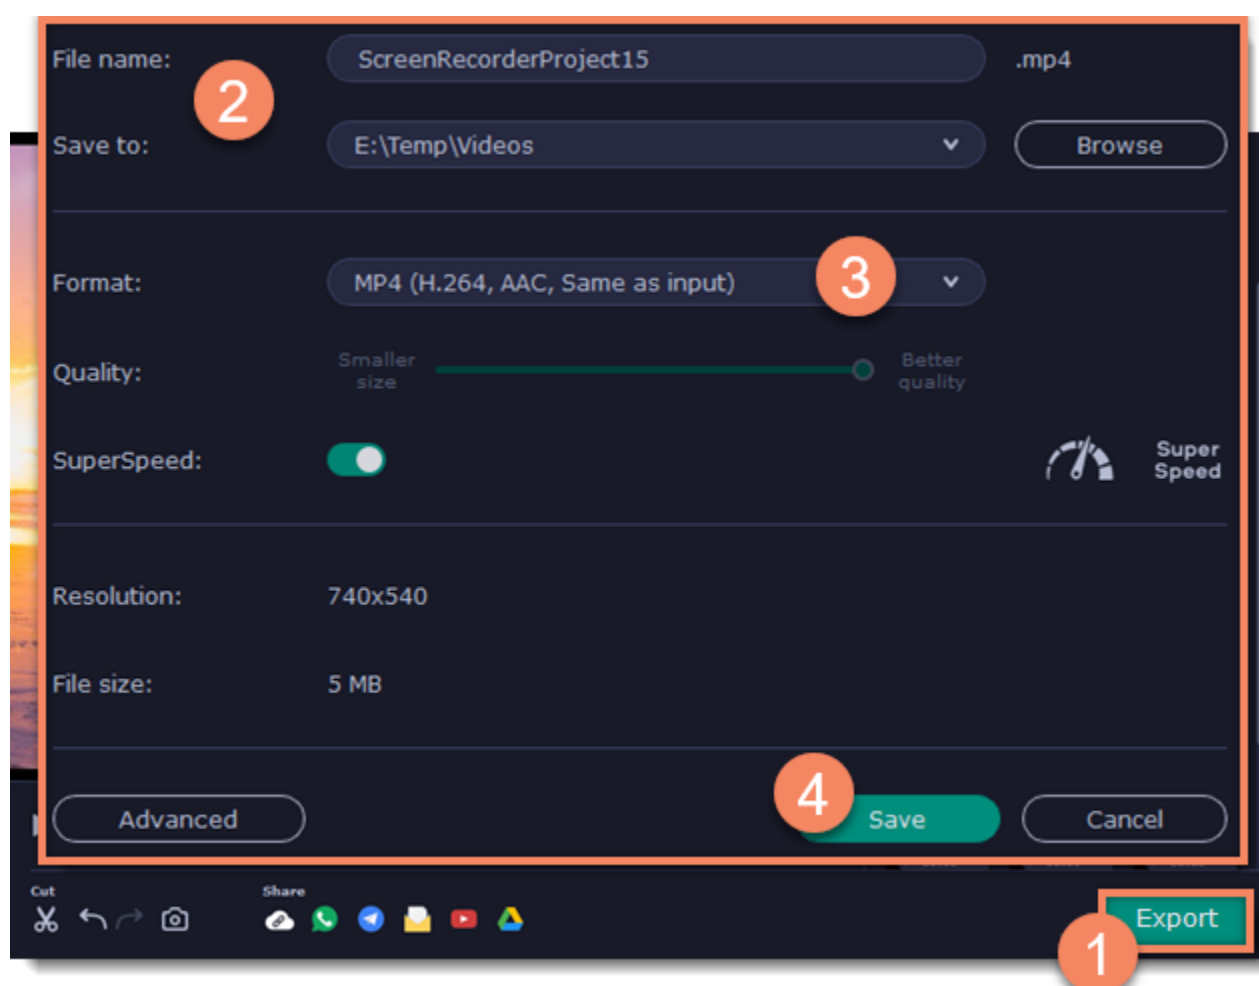 File name:
ScreenRecorderProject15
.mp4
2
Save to:
E:\Temp\Videos
Browse
Format:
MP4 (H.264, AAC, Same as input)
3
Quality:
Smaller
size
Better
quality
SuperSpeed:
Super
Speed
Resolution:
740x540
File size:
5 MB
4
Advanced
Save
Cancel
Cut
Share
Export
1